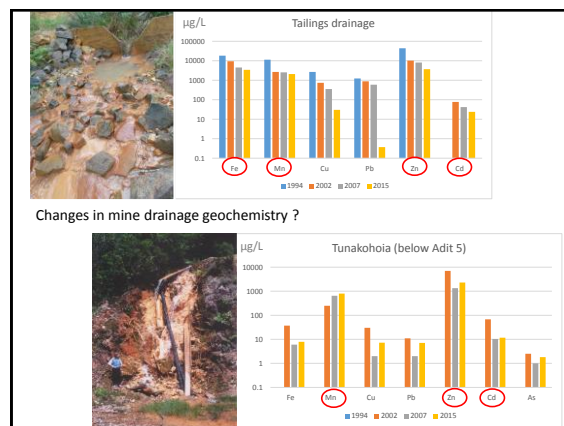 µg/L
Tailings drainage
100000
10000
1000
100
10
1
0.1
Fe
Mn
Cu
Pb
Zn
Cd
1994
2002
2007
2015
Changes in mine drainage geochemistry ?
µg/L
Tunakohoia (below Adit 5)
10000
1000
100
10
1
0.1
Fe
Mn
Cu
Pb
Zn
Cd
As
1994
2002
2007
2015